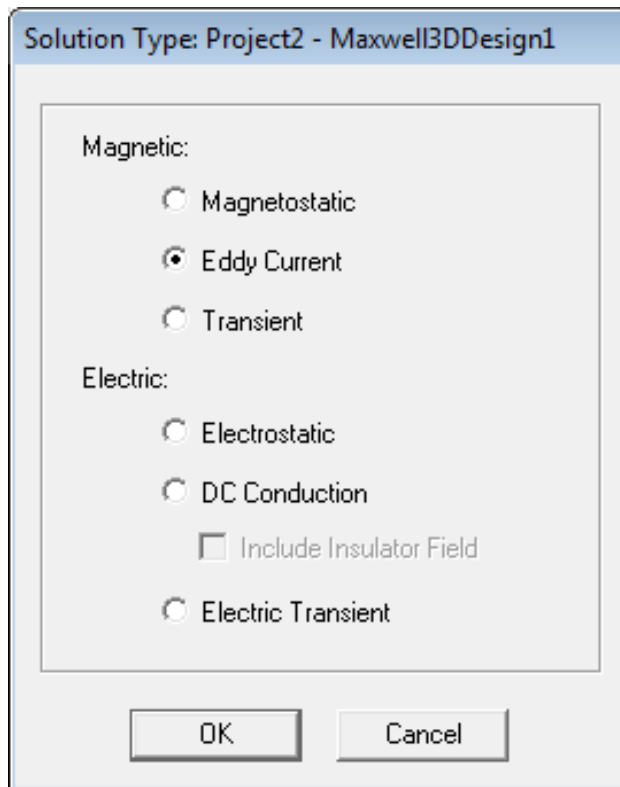 Solution Type: Project2 - Maxwell3DDesign1
Magnetic:
Magnetostatic
Eddy Current
Transient
Electric:
Electrostatic
DC Conduction
Include Insulator Field
Electric Transient
OK
Cancel